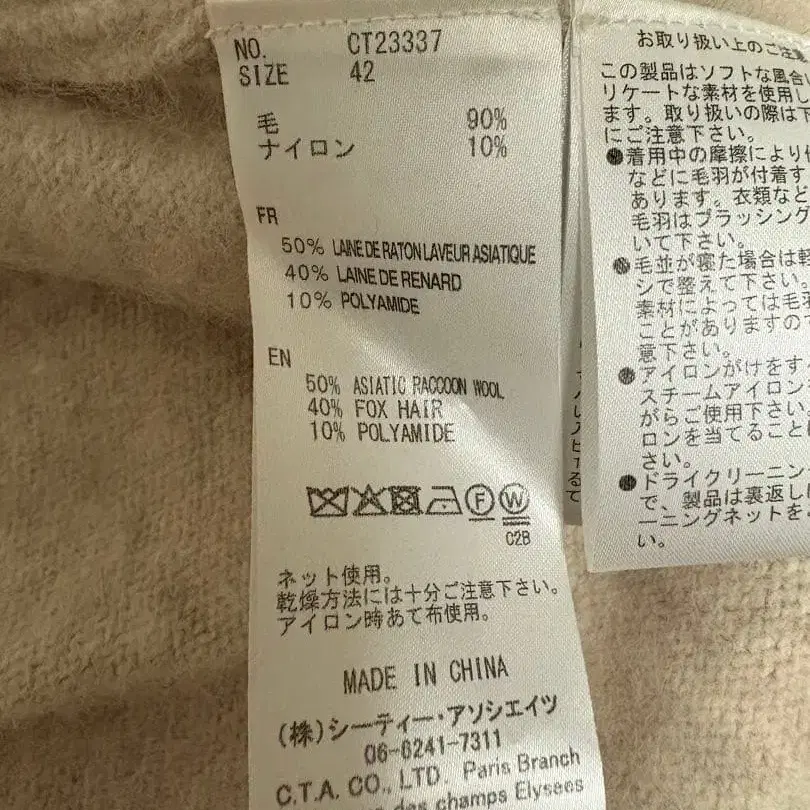 NO. CT23337
SIZE 42
毛 90%
ナイロン 10%
FR
50% LAINE DE RATON LAVEUR ASIATIQUE
40% LAINE DE RENARD
10% POLYAMIDE
EN
50% ASIATIC RACCOON WOOL
40% FOX HAIR
10% POLYAMIDE
F W
C2B
ネット使用。
乾燥方法には十分ご注意下さい。
アイロン時あて布使用。
MADE IN CHINA
(株)シーティー・アソシエイツ
06-6241-7311
C.T.A. CO., LTD. Paris Branch
des champs Elysees
お取り扱い上のご注意
この製品はソフトな風合い
リケートな素材を使用し
ます。取り扱いの際は下
にご注意下さい。
●着用中の摩擦により
などに毛羽が付着す
あります。衣類など
毛羽はブラッシング
いて下さい。
●毛並が寝た場合は軽
シで整えて下さい。
素材によっては毛羽
ことがありますので
意下さい。
●アイロンがけをす
スチームアイロン
がらご使用下さい
ロンを当てること
さい。
●ドライクリーニン
で、製品は裏返し
ーニングネットを
い。